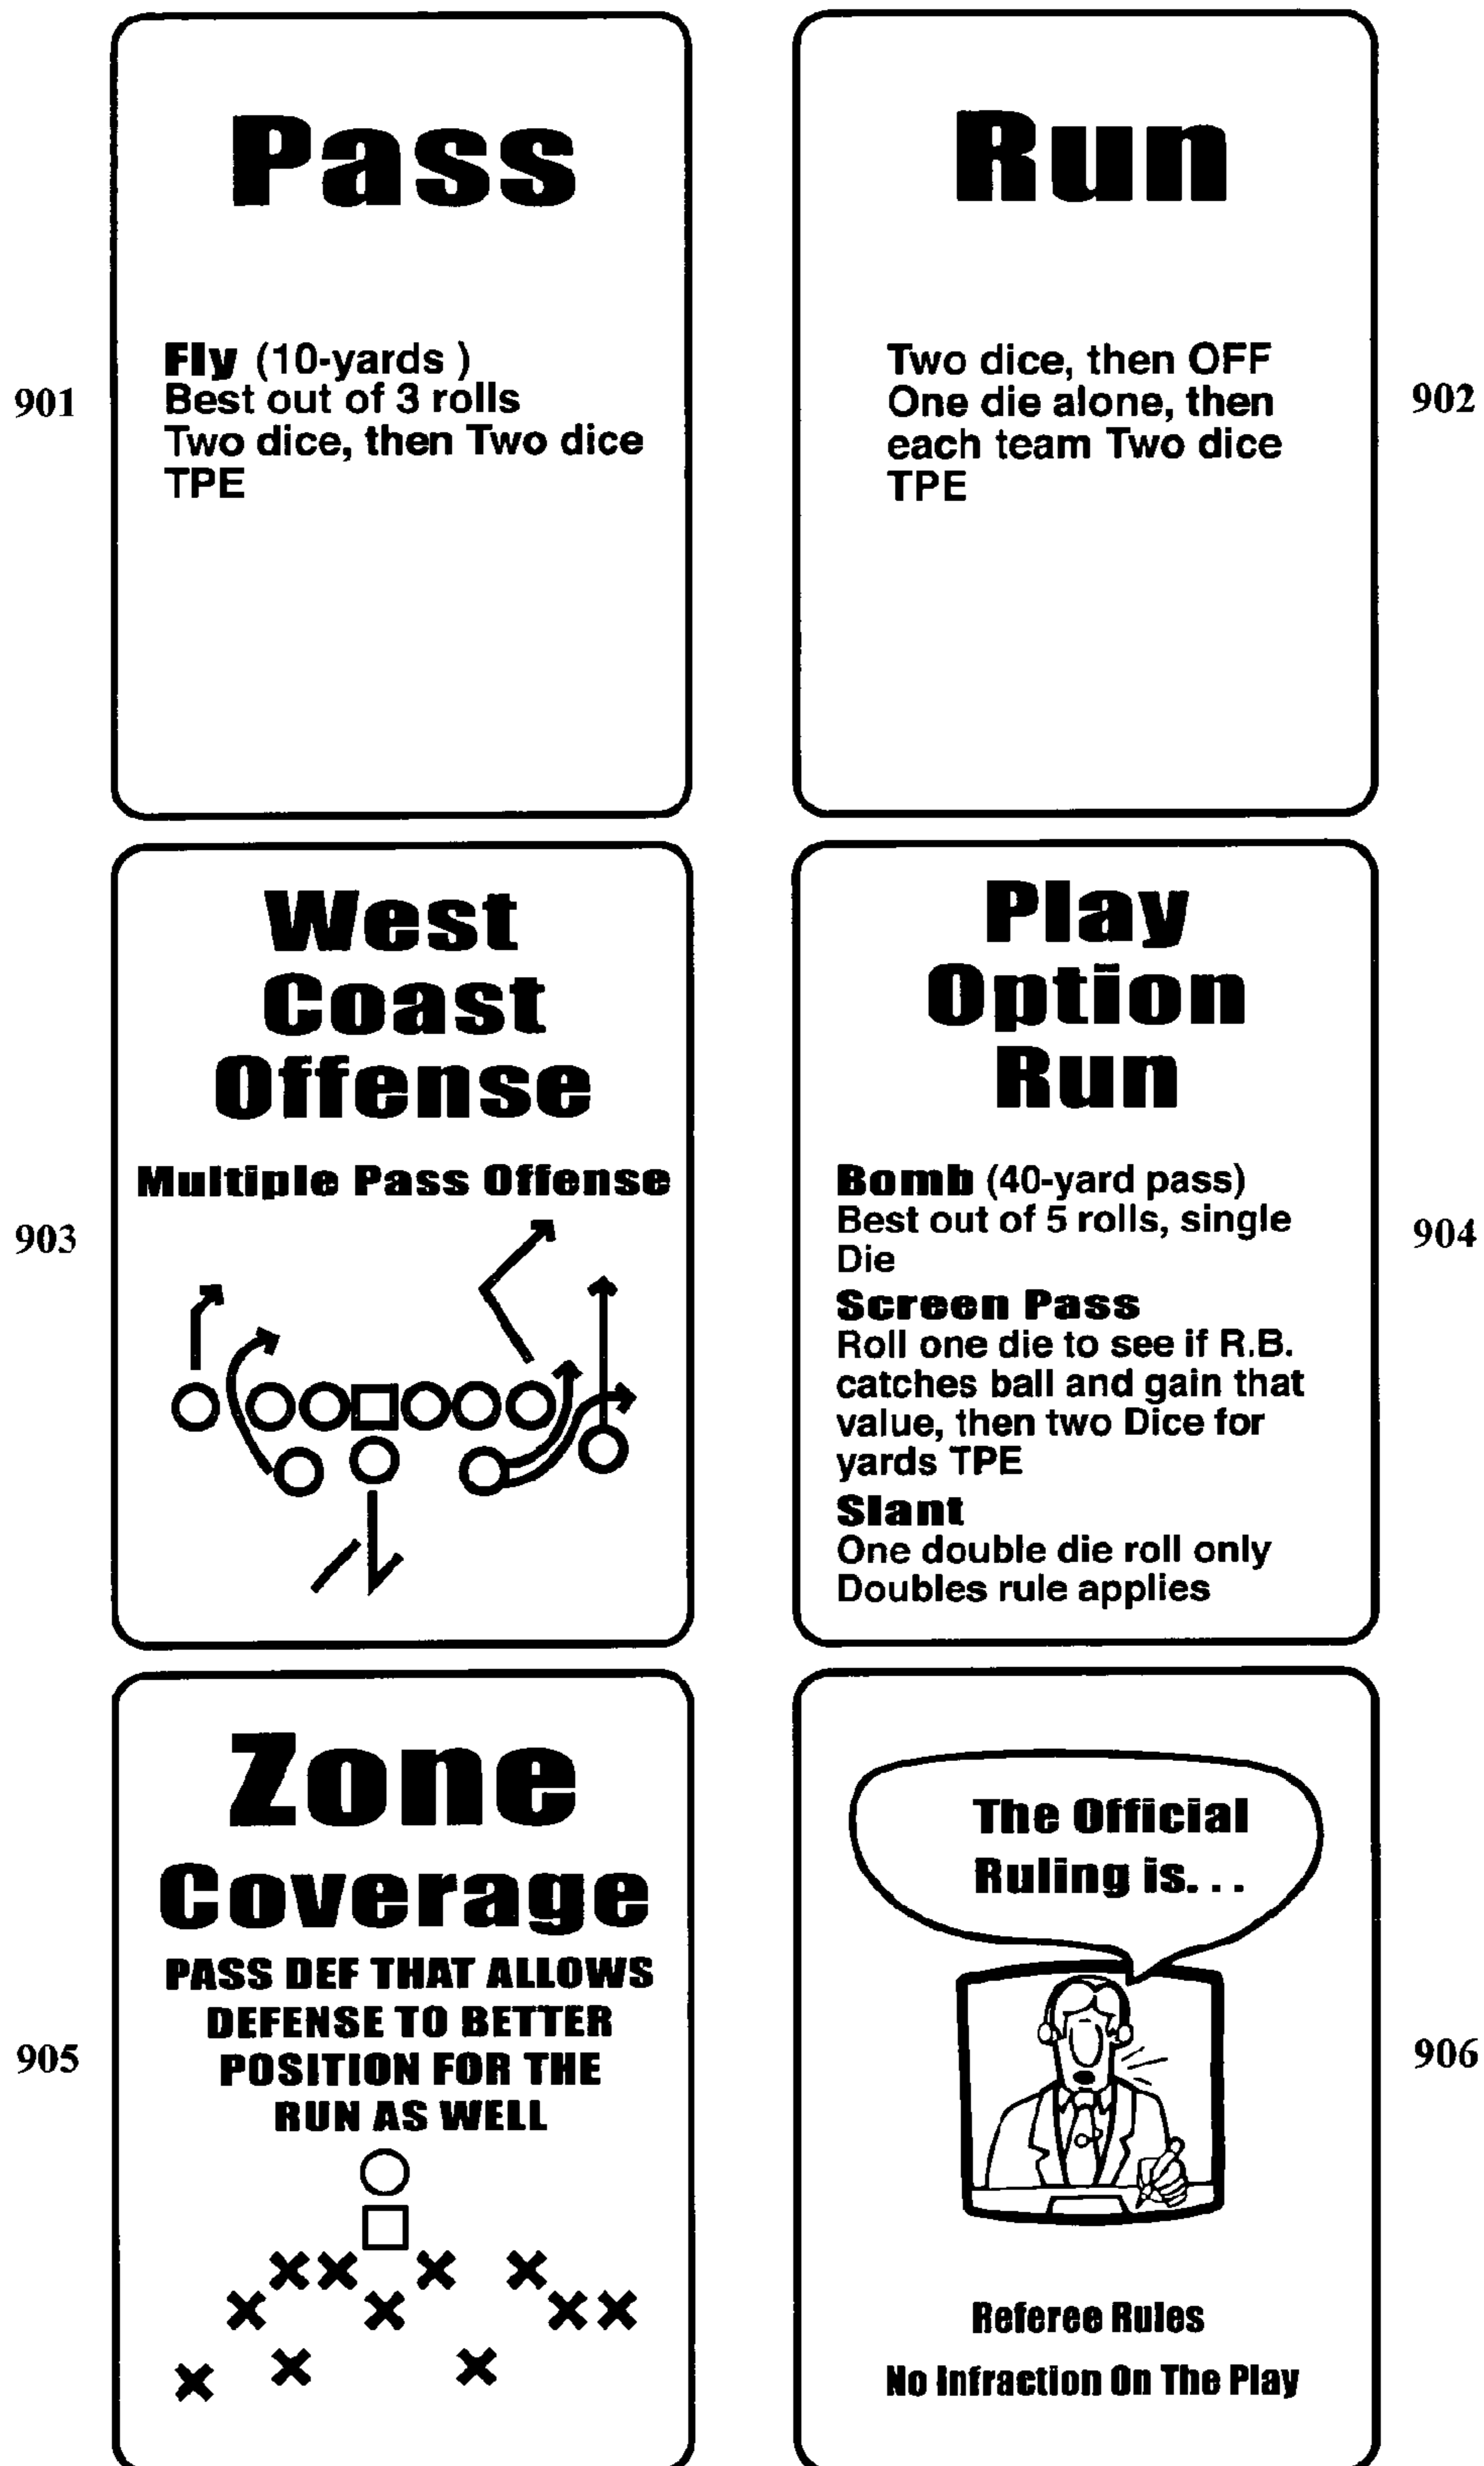 Pass
Fly (10-yards )
Best out of 3 rolls
Two dice, then Two dice
TPE
901
Run
Two dice, then OFF
One die alone, then
each team Two dice
TPE
902
West
Coast
Offense
Multiple Pass Offense
903
Play
Option
Run
Bomb (40-yard pass)
Best out of 5 rolls, single
Die
Screen Pass
Roll one die to see if R.B.
catches ball and gain that
value, then two Dice for
yards TPE
Slant
One double die roll only
Doubles rule applies
904
Zone
Coverage
PASS DEF THAT ALLOWS
DEFENSE TO BETTER
POSITION FOR THE
RUN AS WELL
905
The Official
Ruling is. . .
Referee Rules
No Infraction On The Play
906